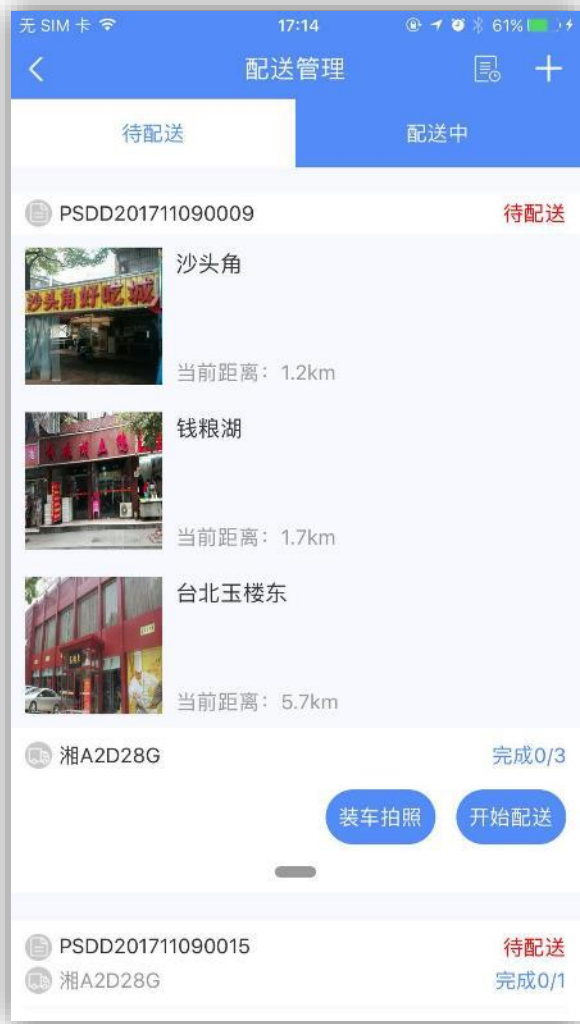 无 SIM 卡 17:14 61%
配送管理
待配送 配送中
PSDD201711090009 待配送
沙头角
沙头角好吃城
当前距离：1.2km
钱粮湖
当前距离：1.7km
台北玉楼东
当前距离：5.7km
湘A2D28G 完成0/3
装车拍照 开始配送
PSDD201711090015 待配送
湘A2D28G 完成0/1